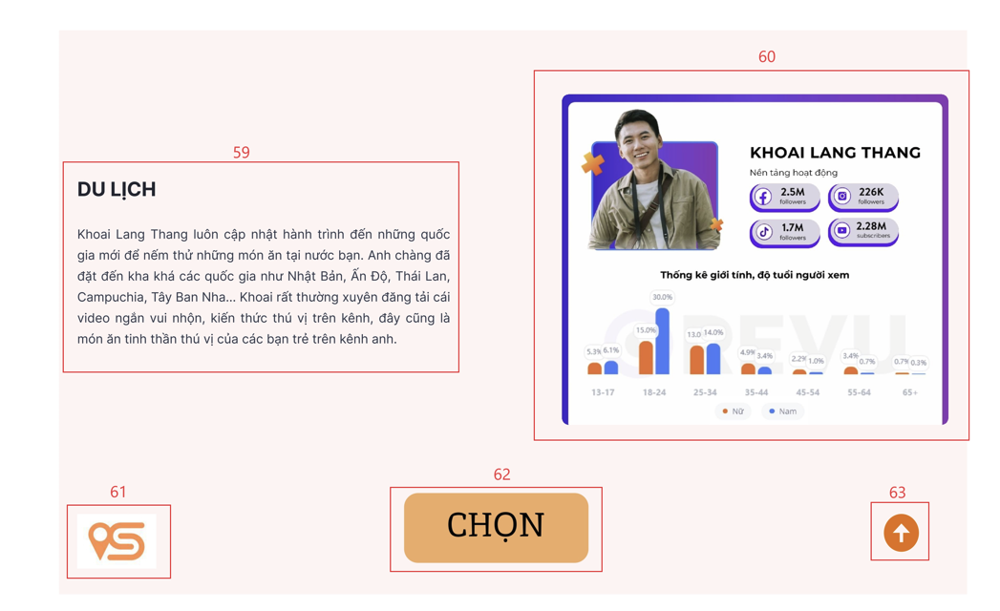 60
59
DU LỊCH
Khoai Lang Thang luôn cập nhật hành trình đến những quốc
gia mới để nếm thử những món ăn tại nước bạn. Anh chàng đã
đặt đến kha khá các quốc gia như Nhật Bản, Ấn Độ, Thái Lan,
Campuchia, Tây Ban Nha... Khoai rất thường xuyên đăng tải cái
video ngắn vui nhộn, kiến thức thú vị trên kênh, đây cũng là
món ăn tinh thần thú vị của các bạn trẻ trên kênh anh.
KHOAI LANG THANG
Nền tảng hoạt động
2.5M
followers
226K
followers
1.7M
followers
2.28M
subscribers
Thống kê giới tính, độ tuổi người xem
REVU
5.3% 6.1% 15.0% 30.0% 13.0 14.0% 4.9% 3.4% 2.2% 1.0% 3.4% 0.7% 0.7% 0.3%
13-17 18-24 25-34 35-44 45-54 55-64 65+
Nữ Nam
61
62
CHỌN
63